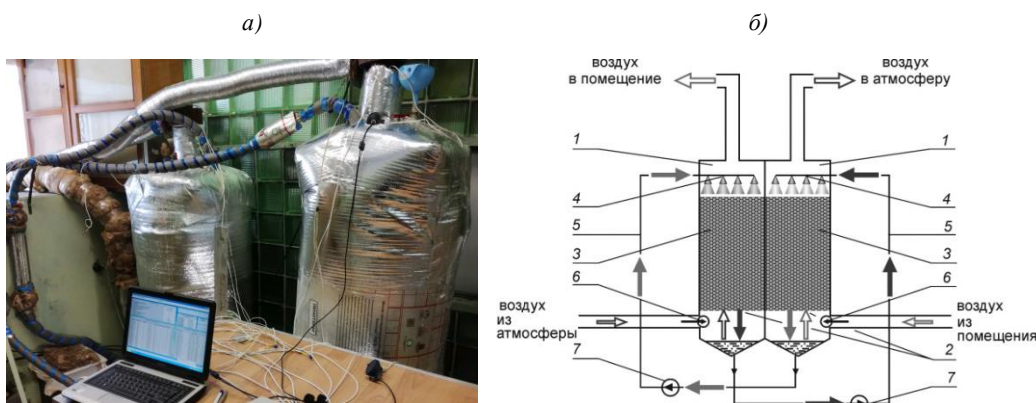 а)
б)
воздух
в помещение
воздух
в атмосферу
1
1
4
4
5
5
3
3
6
6
воздух
из
атмосферы
воздух
из
помещения
2
7
7